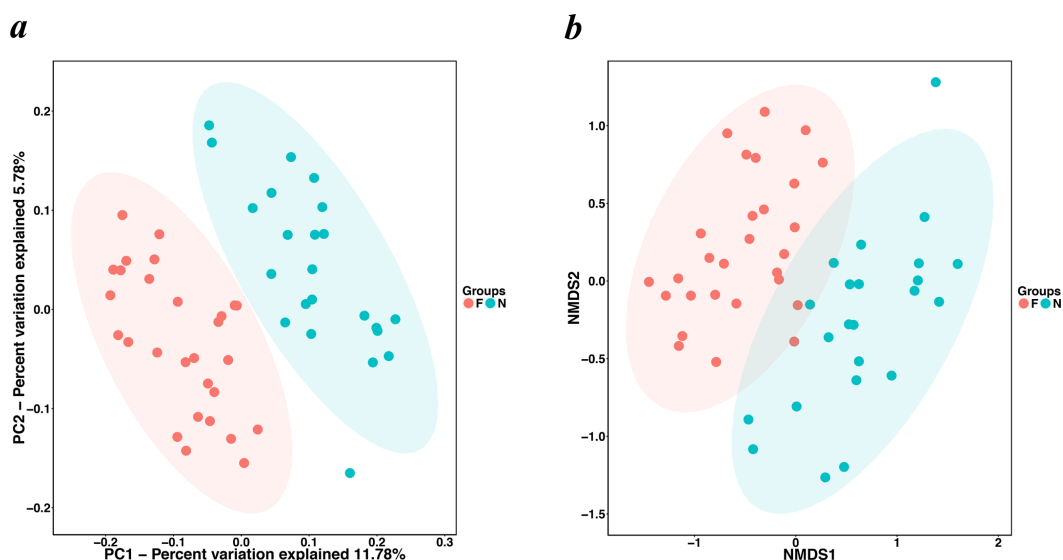 a
b
PC2 – Percent variation explained 5.78%
0.2
0.1
0.0
−0.1
−0.2
−0.2
−0.1
0.0
0.1
0.2
0.3
PC1 – Percent variation explained 11.78%
Groups
F N
NMDS2
1.0
0.5
0.0
−0.5
−1.0
−1.5
−1
0
1
2
NMDS1
Groups
F N